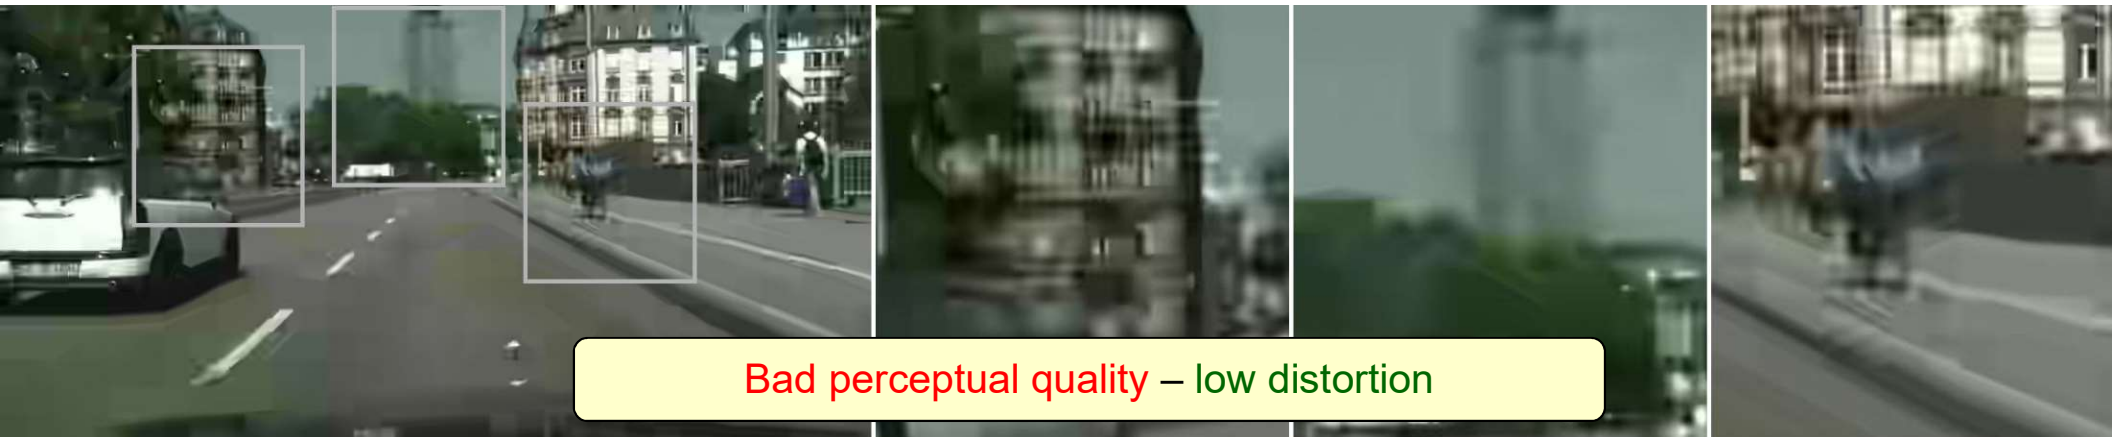 Bad perceptual quality – low distortion